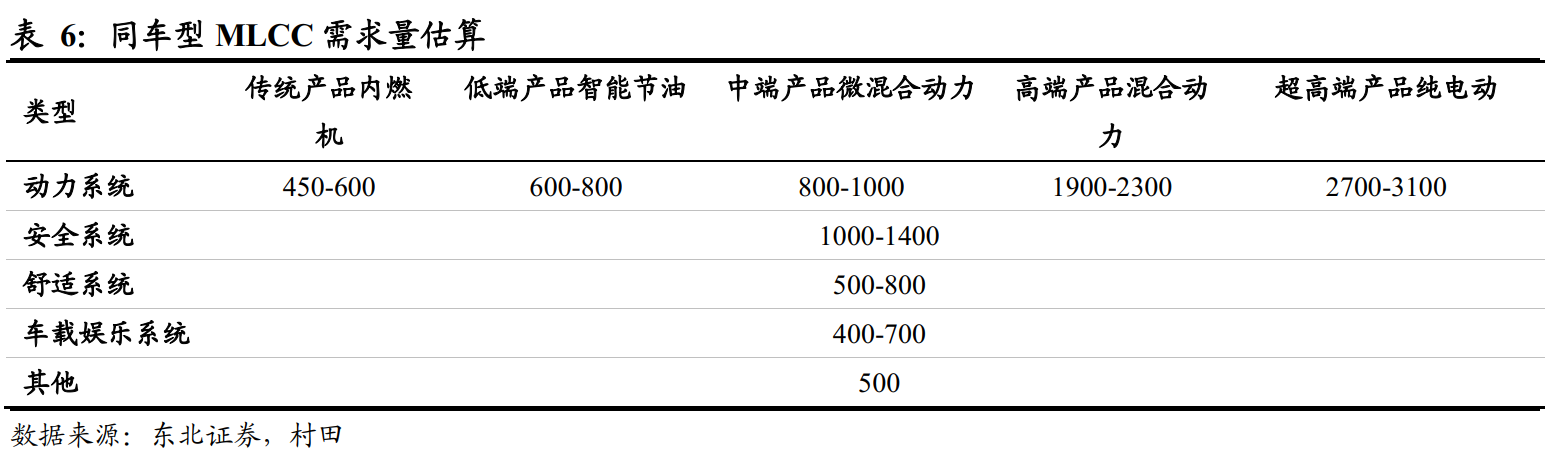 表 6：同车型 MLCC 需求量估算
类型 传统产品内燃机 低端产品智能节油 中端产品微混合动力 高端产品混合动力 超高端产品纯电动
动力系统 450-600 600-800 800-1000 1900-2300 2700-3100
安全系统 1000-1400
舒适系统 500-800
车载娱乐系统 400-700
其他 500
数据来源：东北证券，村田